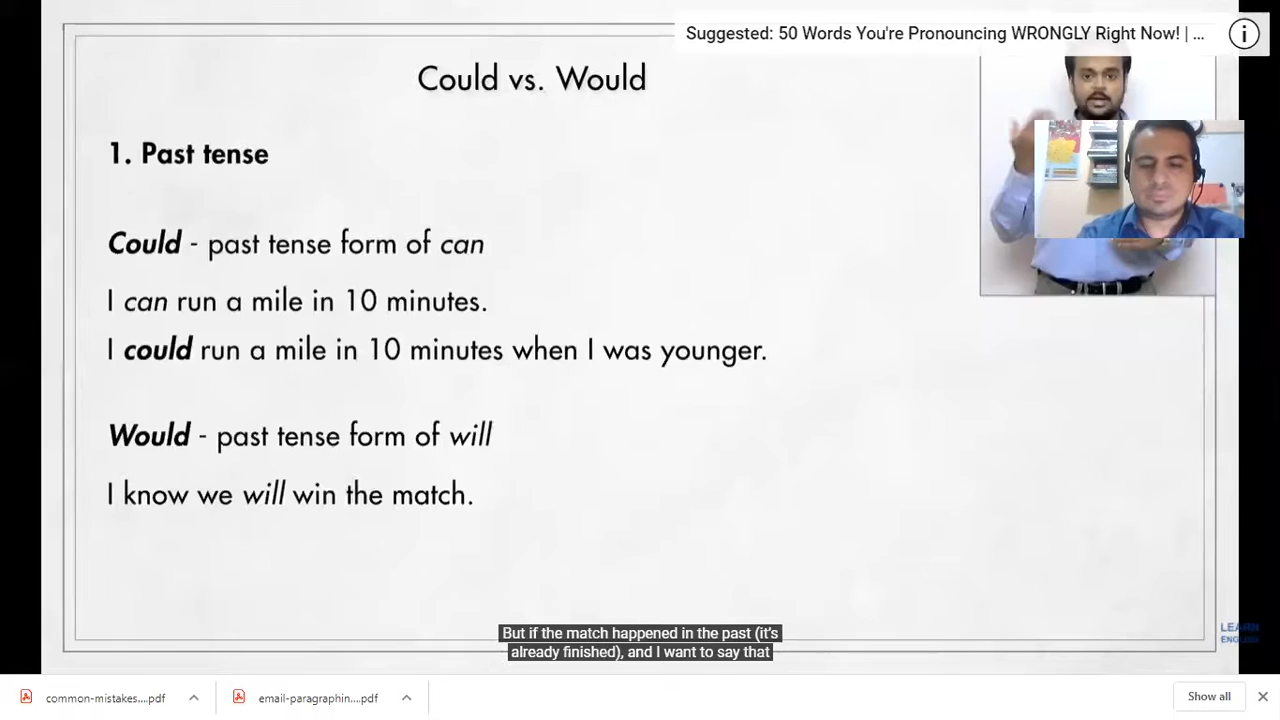 Suggested: 50 Words You're Pronouncing WRONGLY Right Now! | ...
Could vs. Would
1. Past tense
Could - past tense form of can
I can run a mile in 10 minutes.
I could run a mile in 10 minutes when I was younger.
Would - past tense form of will
I know we will win the match.
But if the match happened in the past (it's
already finished), and I want to say that
LEARN
ENGLISH
common-mistakes....pdf
email-paragraphin....pdf
Show all